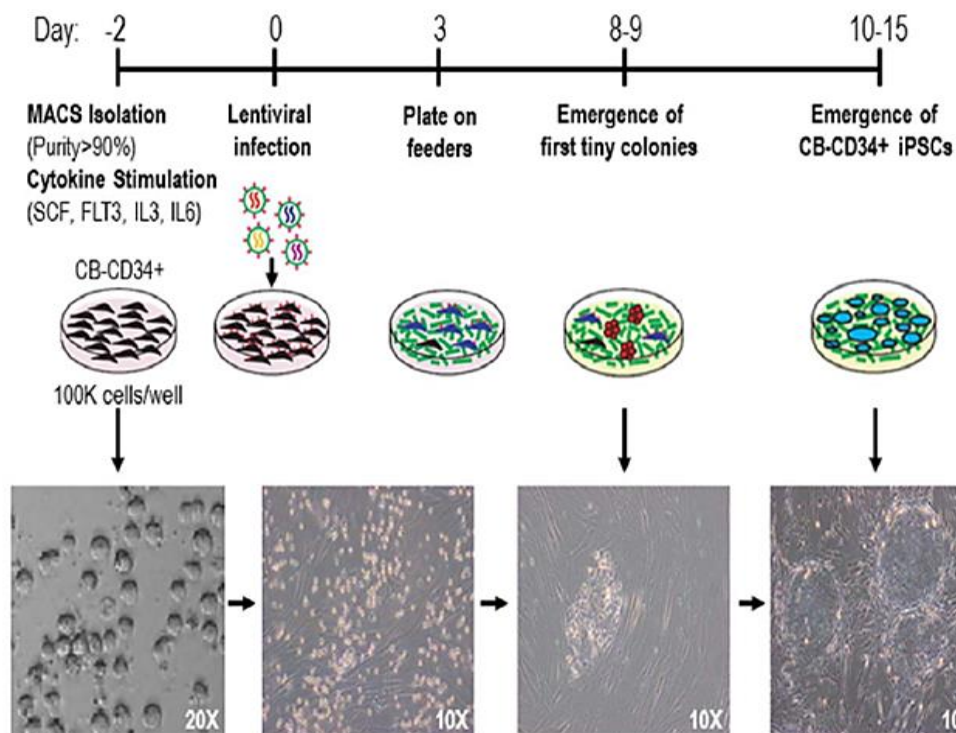 Day: -2 0 3 8-9 10-15
MACS Isolation
(Purity>90%)
Cytokine Stimulation
(SCF, FLT3, IL3, IL6)
Lentiviral
infection
Plate on
feeders
Emergence of
first tiny colonies
Emergence of
CB-CD34+ iPSCs
CB-CD34+
100K cells/well
20X
10X
10X
10